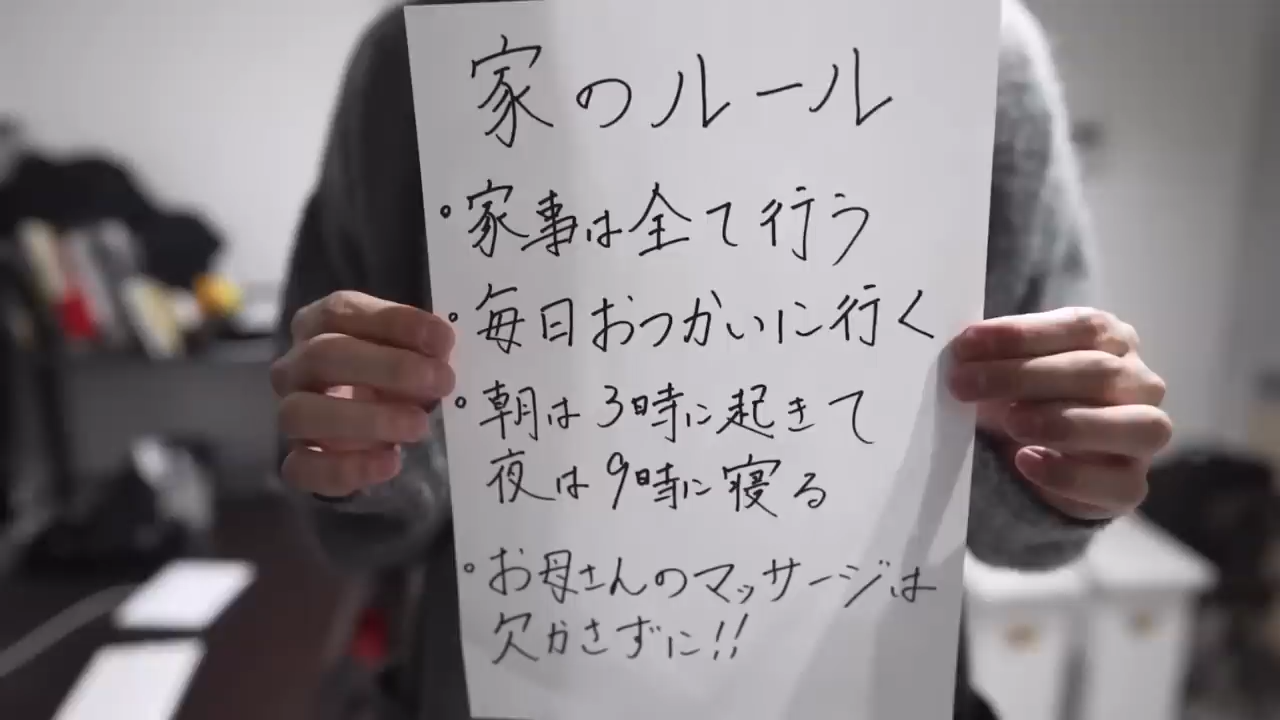 家のルール
。家事は全て行う
。毎日おつかいに行く
。朝は3時に起きて
夜は9時に寝る
。お母さんのマッサージは
欠かさずに!!